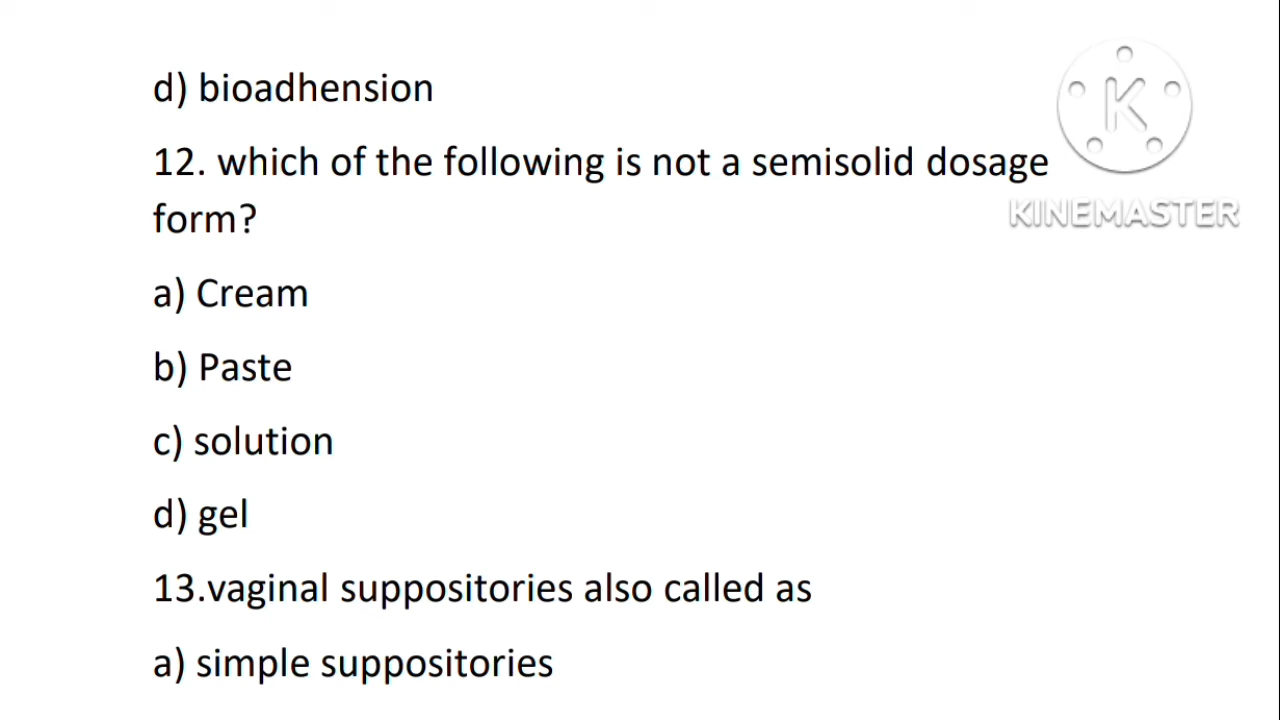 d) bioadhension
12. which of the following is not a semisolid dosage
form?
a) Cream
b) Paste
c) solution
d) gel
13.vaginal suppositories also called as
a) simple suppositories
K
KINEMASTER